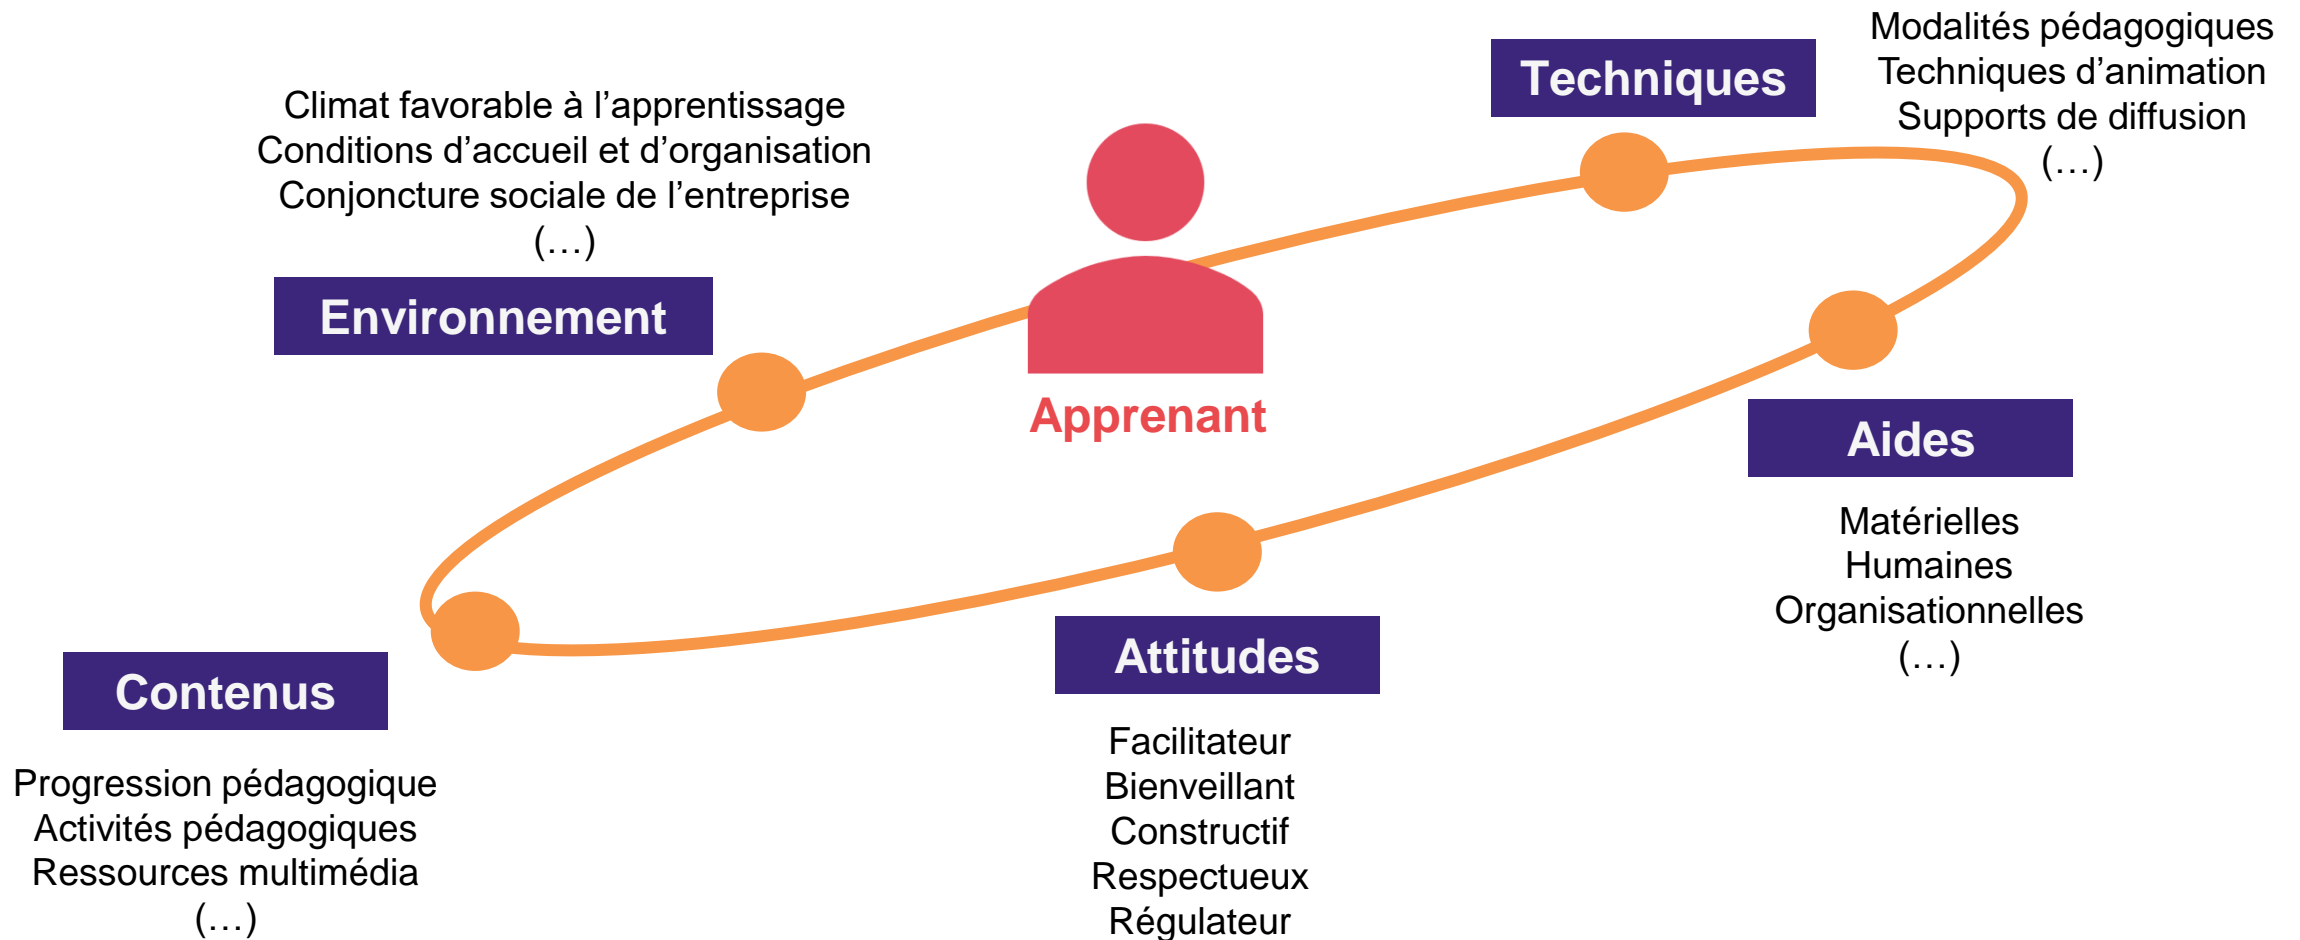 Climat favorable à l’apprentissage
Conditions d’accueil et d’organisation
Conjoncture sociale de l’entreprise
(…)
Environnement
Techniques
Modalités pédagogiques
Techniques d’animation
Supports de diffusion
(…)
Apprenant
Aides
Matérielles
Humaines
Organisationnelles
(…)
Contenus
Progression pédagogique
Activités pédagogiques
Ressources multimédia
(…)
Attitudes
Facilitateur
Bienveillant
Constructif
Respectueux
Régulateur